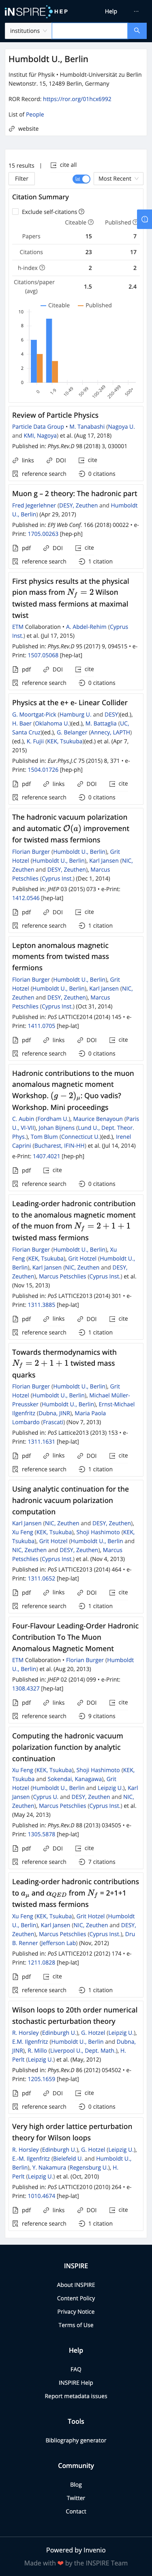 iNSPIRE HEP
Help
Institutions
Humboldt U., Berlin
Institut für Physik • Humboldt-Universität zu Berlin
Newtonstr. 15, 12489 Berlin, Germany
ROR Record: https://ror.org/01hcx6992
List of People
website
15 results | cite all
Filter
Most Recent
Citation Summary
Exclude self-citations
Citeable Published
Papers 15 7
Citations 23 17
h-index 2 2
Citations/paper (avg) 1.5 2.4
Citeable Published
10
8
6
4
2
0
0 1-9 10-49 50-99 100-249 250-499 500+
Review of Particle Physics
Particle Data Group • M. Tanabashi (Nagoya U.
and KMI, Nagoya) et al. (Aug 17, 2018)
Published in: Phys.Rev.D 98 (2018) 3, 030001
links DOI cite
reference search 0 citations
Muon g – 2 theory: The hadronic part
Fred Jegerlehner (DESY, Zeuthen and Humboldt
U., Berlin) (Apr 29, 2017)
Published in: EPJ Web Conf. 166 (2018) 00022 • e-
Print: 1705.00263 [hep-ph]
pdf DOI cite
reference search 1 citation
First physics results at the physical
pion mass from N_f = 2 Wilson
twisted mass fermions at maximal
twist
ETM Collaboration • A. Abdel-Rehim (Cyprus
Inst.) et al. (Jul 17, 2015)
Published in: Phys.Rev.D 95 (2017) 9, 094515 • e-
Print: 1507.05068 [hep-lat]
pdf DOI cite
reference search 0 citations
Physics at the e+ e- Linear Collider
G. Moortgat-Pick (Hamburg U. and DESY)(ed.),
H. Baer (Oklahoma U.)(ed.), M. Battaglia (UC,
Santa Cruz)(ed.), G. Belanger (Annecy, LAPTH)
(ed.), K. Fujii (KEK, Tsukuba)(ed.) et al. (Apr 7,
2015)
Published in: Eur.Phys.J.C 75 (2015) 8, 371 • e-
Print: 1504.01726 [hep-ph]
pdf links DOI cite
reference search 0 citations
The hadronic vacuum polarization
and automatic O(a) improvement
for twisted mass fermions
Florian Burger (Humboldt U., Berlin), Grit
Hotzel (Humboldt U., Berlin), Karl Jansen (NIC,
Zeuthen and DESY, Zeuthen), Marcus
Petschlies (Cyprus Inst.) (Dec 1, 2014)
Published in: JHEP 03 (2015) 073 • e-Print:
1412.0546 [hep-lat]
pdf DOI cite
reference search 1 citation
Lepton anomalous magnetic
moments from twisted mass
fermions
Florian Burger (Humboldt U., Berlin), Grit
Hotzel (Humboldt U., Berlin), Karl Jansen (NIC,
Zeuthen and DESY, Zeuthen), Marcus
Petschlies (Cyprus Inst.) (Oct 31, 2014)
Published in: PoS LATTICE2014 (2014) 145 • e-
Print: 1411.0705 [hep-lat]
pdf links DOI cite
reference search 0 citations
Hadronic contributions to the muon
anomalous magnetic moment
Workshop. (g − 2)_μ: Quo vadis?
Workshop. Mini proceedings
C. Aubin (Fordham U.), Maurice Benayoun (Paris
U., VI-VII), Johan Bijnens (Lund U., Dept. Theor.
Phys.), Tom Blum (Connecticut U.), Irenel
Caprini (Bucharest, IFIN-HH) et al. (Jul 14, 2014)
e-Print: 1407.4021 [hep-ph]
pdf cite
reference search 0 citations
Leading-order hadronic contributions
to the anomalous magnetic moment
of the muon from N_f = 2 + 1 + 1
twisted mass fermions
Florian Burger (Humboldt U., Berlin), Xu
Feng (KEK, Tsukuba), Grit Hotzel (Humboldt U.,
Berlin), Karl Jansen (NIC, Zeuthen and DESY,
Zeuthen), Marcus Petschlies (Cyprus Inst.)
(Nov 15, 2013)
Published in: PoS LATTICE2013 (2014) 301 • e-
Print: 1311.3885 [hep-lat]
pdf links DOI cite
reference search 1 citation
Towards thermodynamics with
N_f = 2 + 1 + 1 twisted mass
quarks
Florian Burger (Humboldt U., Berlin), Grit
Hotzel (Humboldt U., Berlin), Michael Müller-
Preussker (Humboldt U., Berlin), Ernst-Michael
Ilgenfritz (Dubna, JINR), Maria Paola
Lombardo (Frascati) (Nov 7, 2013)
Published in: PoS Lattice2013 (2013) 153 • e-
Print: 1311.1631 [hep-lat]
pdf links DOI cite
reference search 1 citation
Using analytic continuation for the
hadronic vacuum polarization
computation
Karl Jansen (NIC, Zeuthen and DESY, Zeuthen),
Xu Feng (KEK, Tsukuba), Shoji Hashimoto (KEK,
Tsukuba), Grit Hotzel (Humboldt U., Berlin and
NIC, Zeuthen and DESY, Zeuthen), Marcus
Petschlies (Cyprus Inst.) et al. (Nov 4, 2013)
Published in: PoS LATTICE2013 (2014) 464 • e-
Print: 1311.0652 [hep-lat]
pdf links DOI cite
reference search 1 citation
Four-Flavour Leading-Order Hadronic
Contribution To The Muon
Anomalous Magnetic Moment
ETM Collaboration • Florian Burger (Humboldt
U., Berlin) et al. (Aug 20, 2013)
Published in: JHEP 02 (2014) 099 • e-Print:
1308.4327 [hep-lat]
pdf links DOI cite
reference search 9 citations
Computing the hadronic vacuum
polarization function by analytic
continuation
Xu Feng (KEK, Tsukuba), Shoji Hashimoto (KEK,
Tsukuba and Sokendai, Kanagawa), Grit
Hotzel (Humboldt U., Berlin and Leipzig U.), Karl
Jansen (Cyprus U. and DESY, Zeuthen and NIC,
Zeuthen), Marcus Petschlies (Cyprus Inst.) et al.
(May 24, 2013)
Published in: Phys.Rev.D 88 (2013) 034505 • e-
Print: 1305.5878 [hep-lat]
pdf DOI cite
reference search 7 citations
Leading-order hadronic contributions
to a_μ and α_QED from N_f = 2+1+1
twisted mass fermions
Xu Feng (KEK, Tsukuba), Grit Hotzel (Humboldt
U., Berlin), Karl Jansen (NIC, Zeuthen and DESY,
Zeuthen), Marcus Petschlies (Cyprus Inst.), Dru
B. Renner (Jefferson Lab) (Nov, 2012)
Published in: PoS LATTICE2012 (2012) 174 • e-
Print: 1211.0828 [hep-lat]
pdf cite
reference search 1 citation
Wilson loops to 20th order numerical
stochastic perturbation theory
R. Horsley (Edinburgh U.), G. Hotzel (Leipzig U.),
E.M. Ilgenfritz (Humboldt U., Berlin and Dubna,
JINR), R. Millo (Liverpool U., Dept. Math.), H.
Perlt (Leipzig U.) et al. (May, 2012)
Published in: Phys.Rev.D 86 (2012) 054502 • e-
Print: 1205.1659 [hep-lat]
pdf DOI cite
reference search 0 citations
Very high order lattice perturbation
theory for Wilson loops
R. Horsley (Edinburgh U.), G. Hotzel (Leipzig U.),
E.-M. Ilgenfritz (Bielefeld U. and Humboldt U.,
Berlin), Y. Nakamura (Regensburg U.), H.
Perlt (Leipzig U.) et al. (Oct, 2010)
Published in: PoS LATTICE2010 (2010) 264 • e-
Print: 1010.4674 [hep-lat]
pdf links DOI cite
reference search 1 citation
INSPIRE
About INSPIRE
Content Policy
Privacy Notice
Terms of Use
Help
FAQ
INSPIRE Help
Report metadata issues
Tools
Bibliography generator
Community
Blog
Twitter
Contact
Powered by Invenio
Made with ❤ by the INSPIRE Team